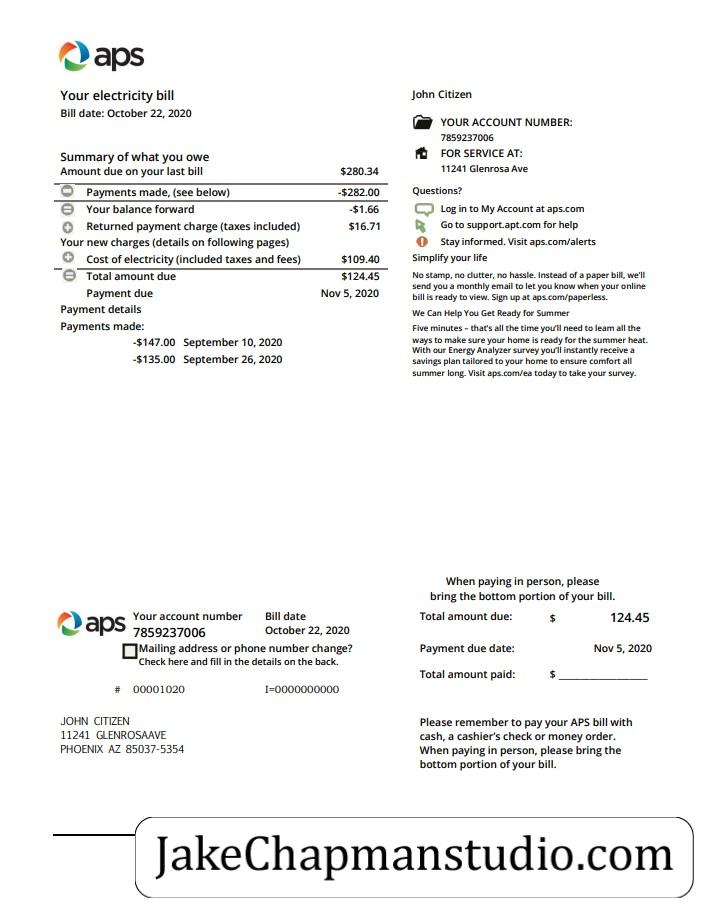 aps
Your electricity bill
Bill date: October 22, 2020
Summary of what you owe
Amount due on your last bill $280.34
Payments made, (see below) -$282.00
Your balance forward -$1.66
Returned payment charge (taxes included) $16.71
Your new charges (details on following pages)
Cost of electricity (included taxes and fees) $109.40
Total amount due $124.45
Payment due Nov 5, 2020
Payment details
Payments made:
-$147.00 September 10, 2020
-$135.00 September 26, 2020
John Citizen
YOUR ACCOUNT NUMBER:
7859237006
FOR SERVICE AT:
11241 Glenrosa Ave
Questions?
Log in to My Account at aps.com
Go to support.apt.com for help
Stay informed. Visit aps.com/alerts
Simplify your life
No stamp, no clutter, no hassle. Instead of a paper bill, we'll
send you a monthly email to let you know when your online
bill is ready to view. Sign up at aps.com/paperless.
We Can Help You Get Ready for Summer
Five minutes – that's all the time you'll need to learn all the
ways to make sure your home is ready for the summer heat.
With our Energy Analyzer survey you'll instantly receive a
savings plan tailored to your home to ensure comfort all
summer long. Visit aps.com/ea today to take your survey.
When paying in person, please
bring the bottom portion of your bill.
aps
Your account number Bill date
7859237006 October 22, 2020
Mailing address or phone number change?
Check here and fill in the details on the back.
# 00001020 I=0000000000
JOHN CITIZEN
11241 GLENROSAAVE
PHOENIX AZ 85037-5354
Total amount due: $ 124.45
Payment due date: Nov 5, 2020
Total amount paid: $ ________________
Please remember to pay your APS bill with
cash, a cashier's check or money order.
When paying in person, please bring the
bottom portion of your bill.
JakeChapmanstudio.com